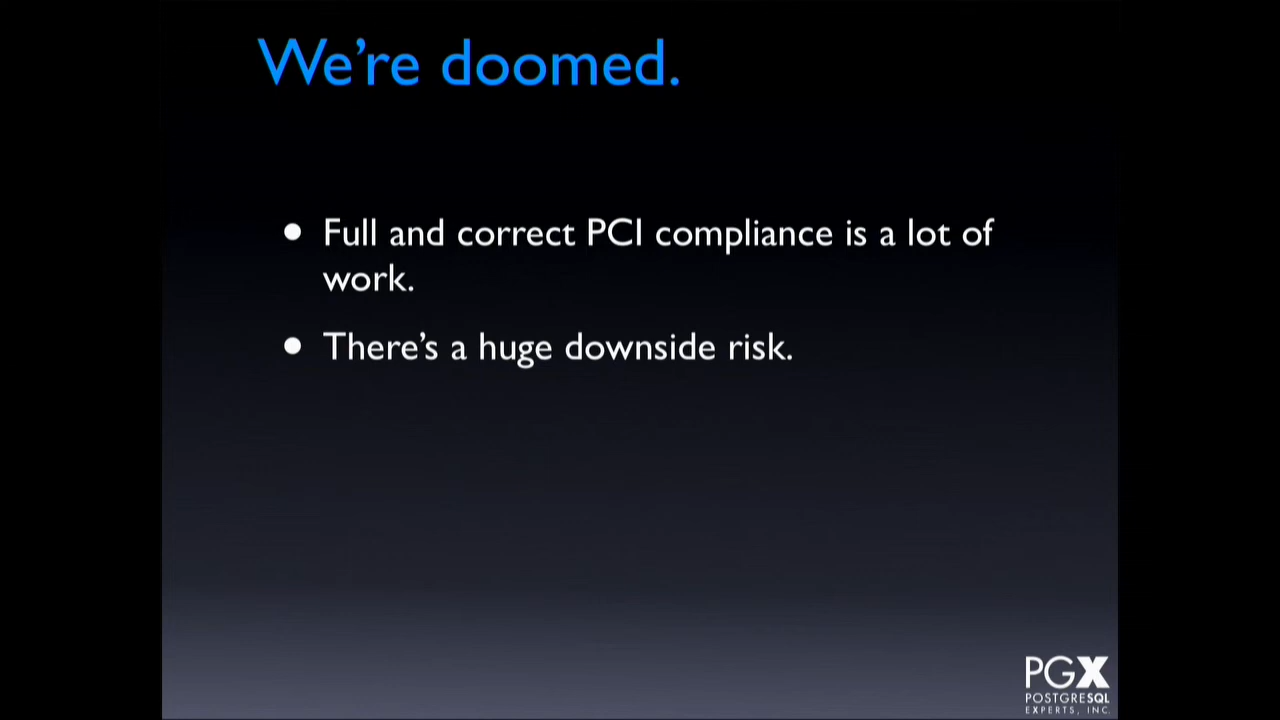 We're doomed.
• Full and correct PCI compliance is a lot of
work.
• There's a huge downside risk.
PGX
POSTGRESQL
EXPERTS, INC.